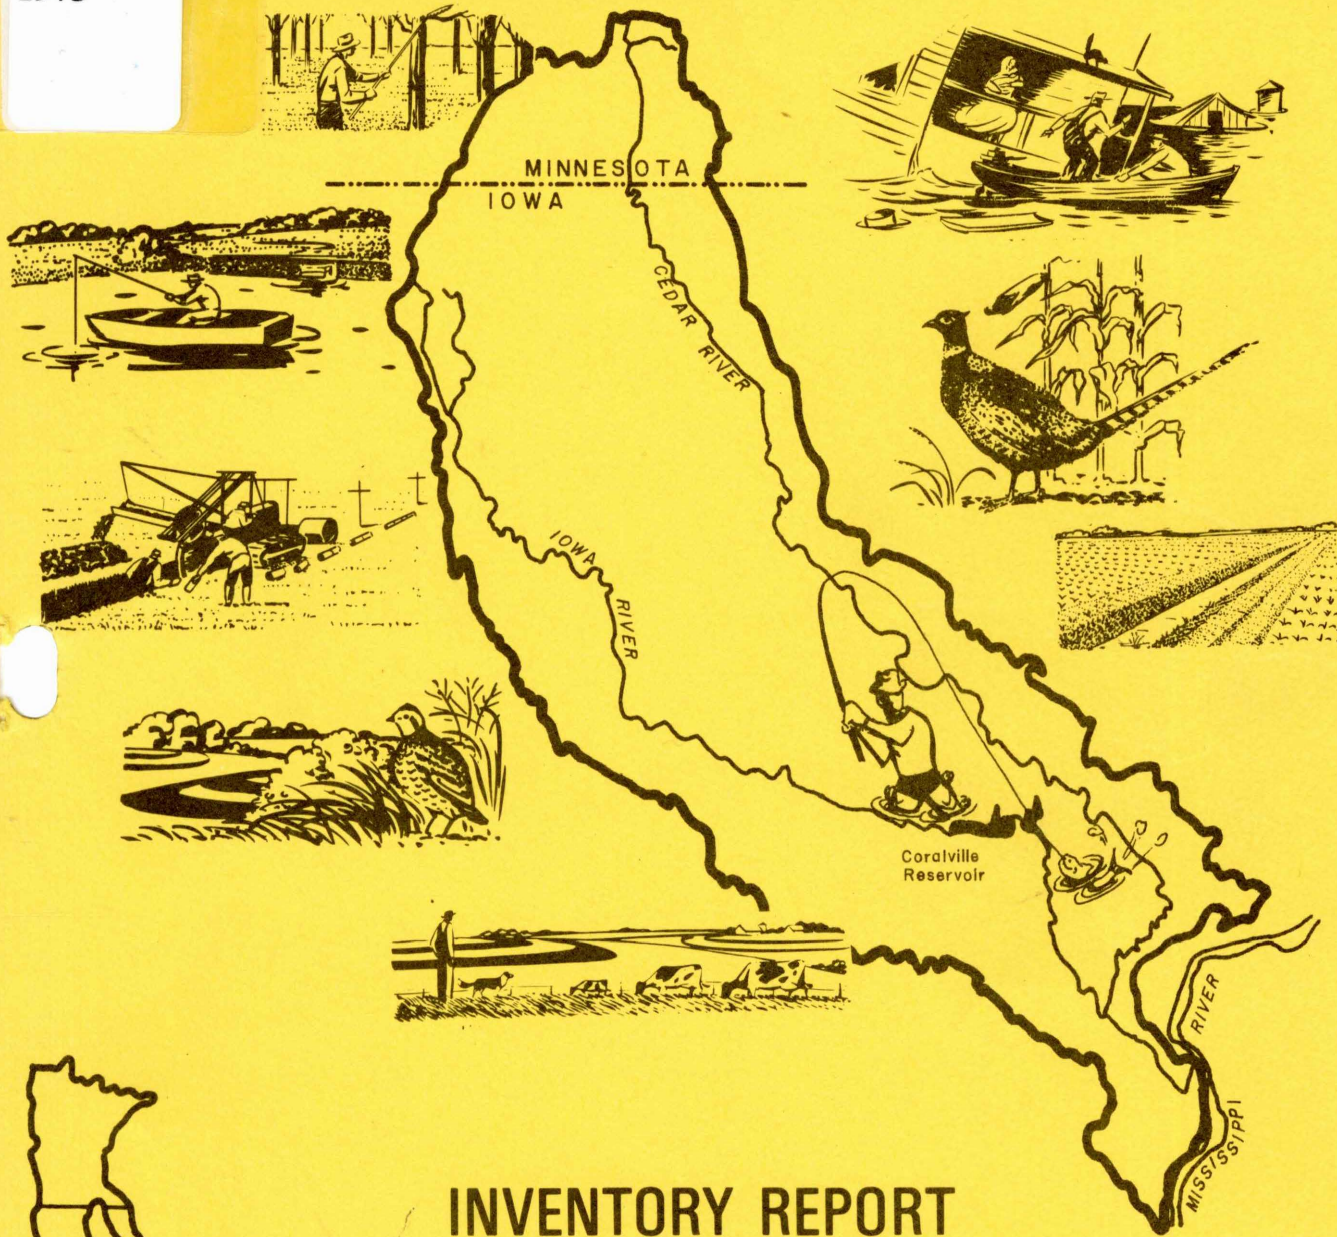 MINNESOTA
IOWA
CEDAR RIVER
IOWA RIVER
Coralville
Reservoir
RIVER
MISSISSIPPI
INVENTORY REPORT